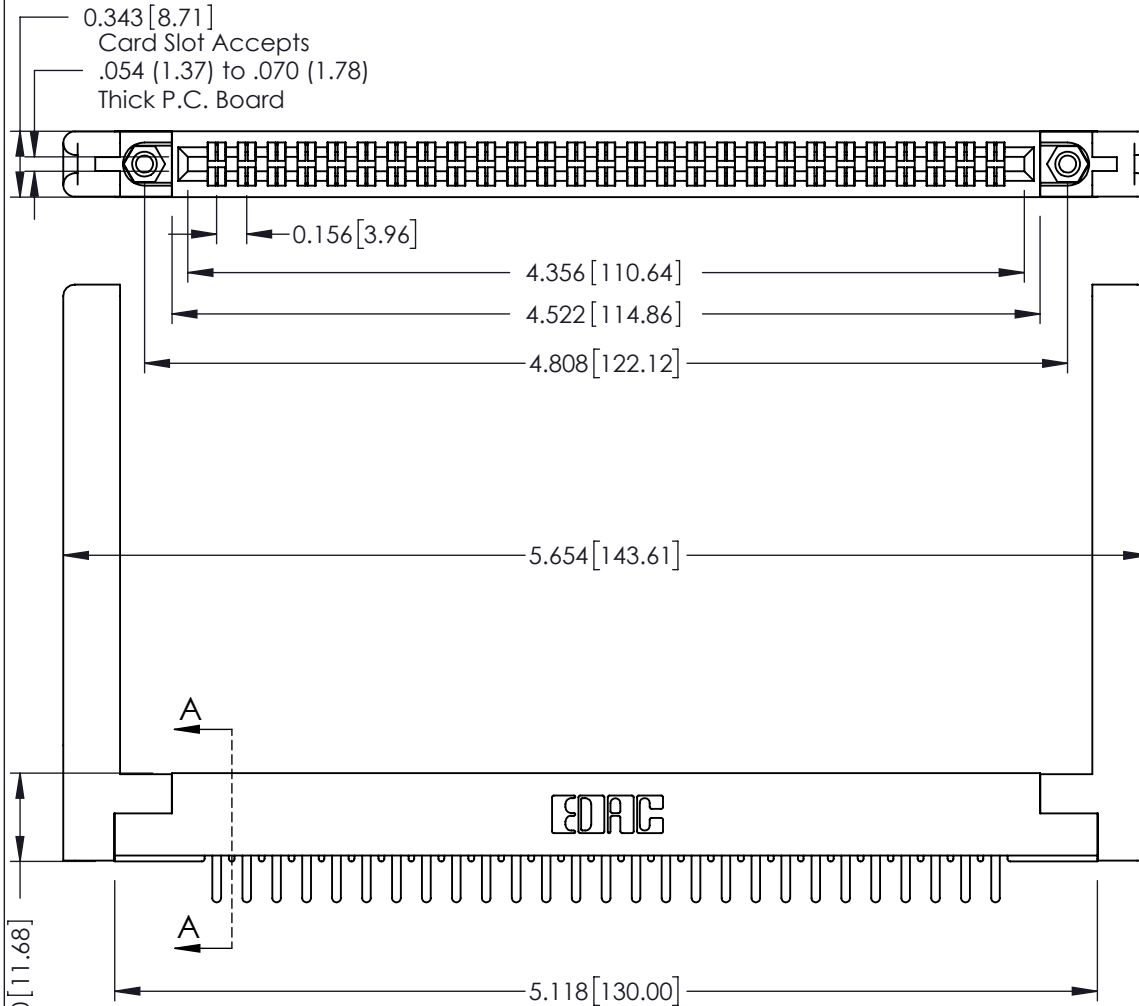 0.343[8.71]
Card Slot Accepts
.054 (1.37) to .070 (1.78)
Thick P.C. Board
0.156[3.96]
4.356[110.64]
4.522[114.86]
4.808[122.12]
5.654[143.61]
A
EDAC
A
[11.68]
5.118[130.00]